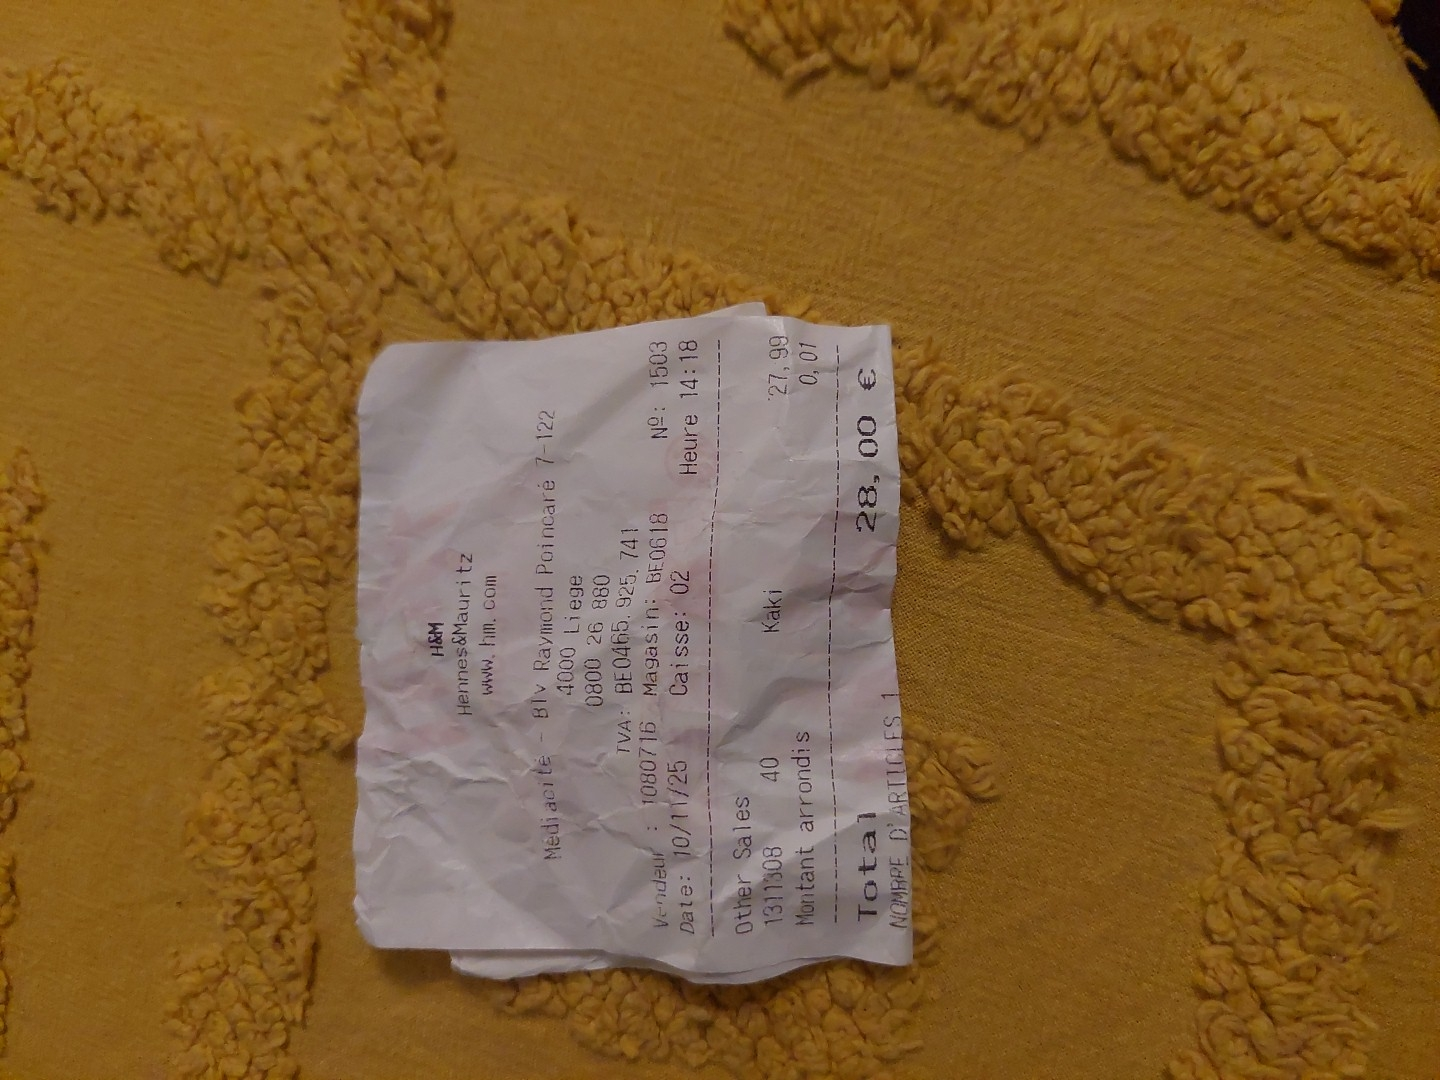 H&M
Hennes&Mauritz
www.hm.com
Médiacité - Blv Raymond Poincaré 7-122
4000 Liege
0800 26 880
TVA: BE0465.925.741
Vendeur : 1080716 Magasin: BE0618 Nº: 1503
Date: 10/11/25 Caisse: 02 Heure 14:18
Other Sales
1311308 40 Kaki 27,99
Montant arrondis 0,01
Total 28,00 €
NOMBRE D'ARTICLES 1